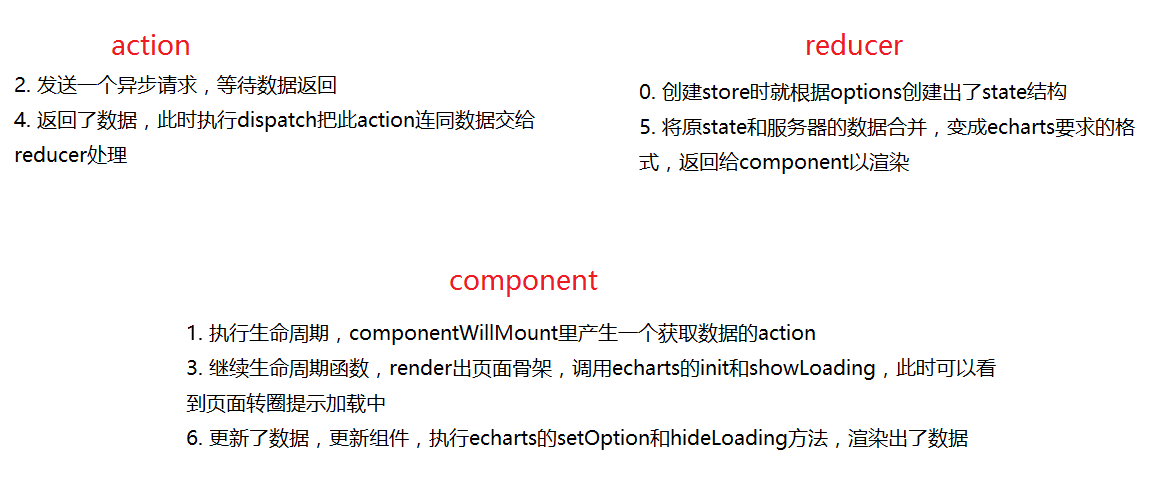 action
2. 发送一个异步请求，等待数据返回
4. 返回了数据，此时执行dispatch把此action连同数据交给
reducer处理
reducer
0. 创建store时就根据options创建出了state结构
5. 将原state和服务器的数据合并，变成echarts要求的格
式，返回给component以渲染
component
1. 执行生命周期，componentWillMount里产生一个获取数据的action
3. 继续生命周期函数，render出页面骨架，调用echarts的init和showLoading，此时可以看
到页面转圈提示加载中
6. 更新了数据，更新组件，执行echarts的setOption和hideLoading方法，渲染出了数据